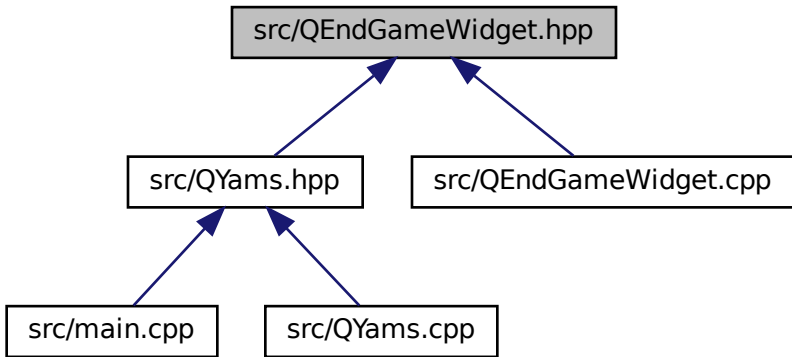 src/QEndGameWidget.hpp
src/QYams.hpp
src/QEndGameWidget.cpp
src/main.cpp
src/QYams.cpp